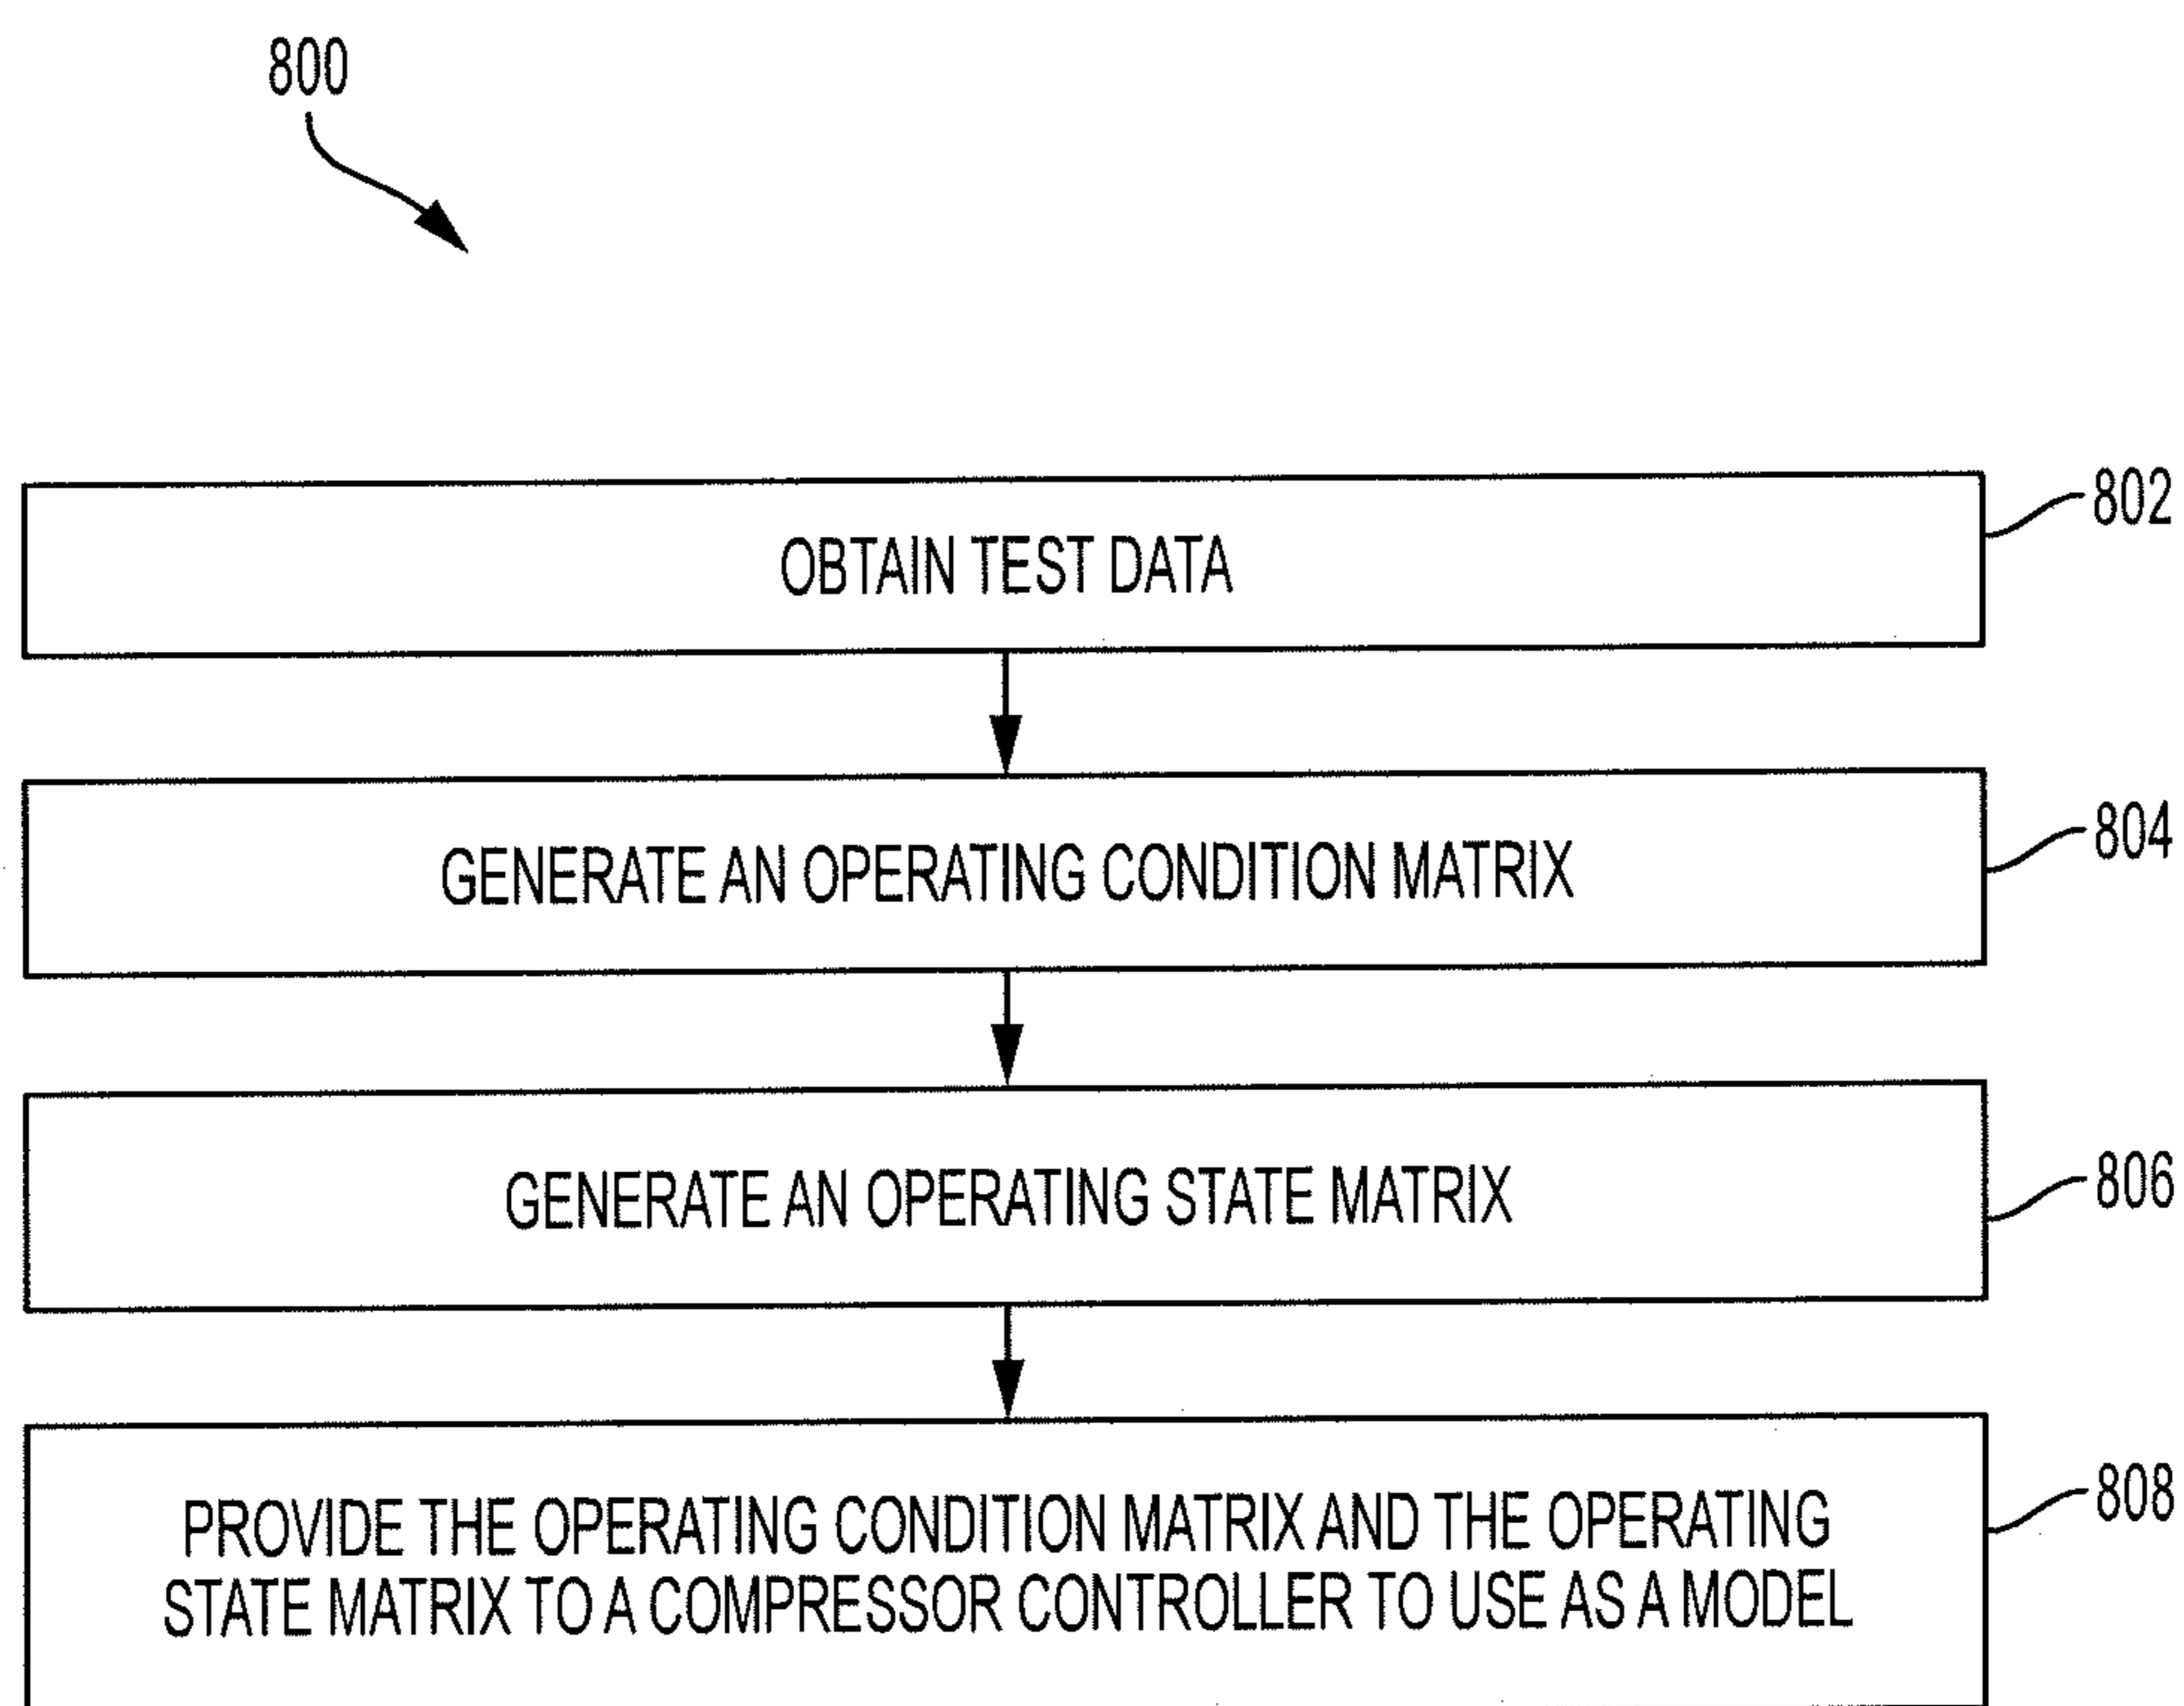 800
OBTAIN TEST DATA
802
GENERATE AN OPERATING CONDITION MATRIX
804
GENERATE AN OPERATING STATE MATRIX
806
PROVIDE THE OPERATING CONDITION MATRIX AND THE OPERATING
STATE MATRIX TO A COMPRESSOR CONTROLLER TO USE AS A MODEL
808